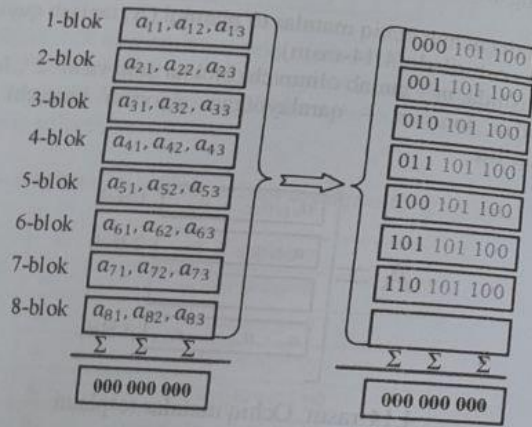 1-blok a₁₁, a₁₂, a₁₃ 000 101 100
2-blok a₂₁, a₂₂, a₂₃ 001 101 100
3-blok a₃₁, a₃₂, a₃₃ 010 101 100
4-blok a₄₁, a₄₂, a₄₃ 011 101 100
5-blok a₅₁, a₅₂, a₅₃ 100 101 100
6-blok a₆₁, a₆₂, a₆₃ 101 101 100
7-blok a₇₁, a₇₂, a₇₃ 110 101 100
8-blok a₈₁, a₈₂, a₈₃
Σ Σ Σ Σ Σ Σ
000 000 000 000 000 000